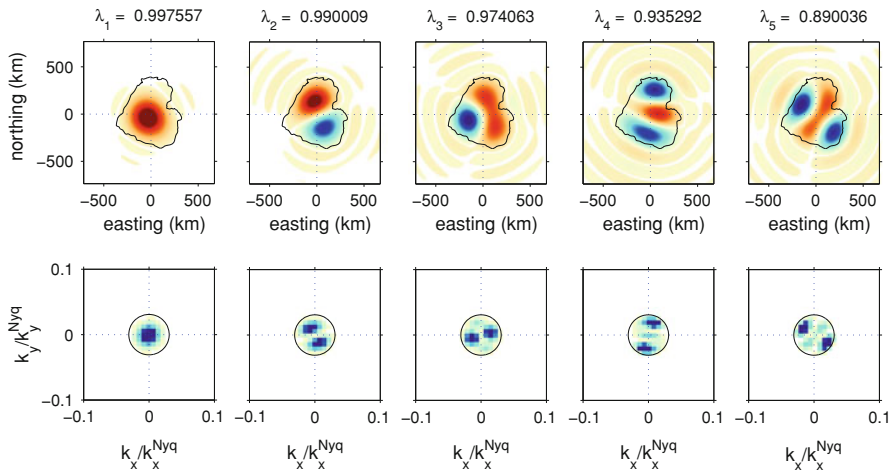 λ1 = 0.997557 λ2 = 0.990009 λ3 = 0.974063 λ4 = 0.935292 λ5 = 0.890036
northing (km)
500
0
−500
−500 0 500 −500 0 500 −500 0 500 −500 0 500 −500 0 500
easting (km) easting (km) easting (km) easting (km) easting (km)
ky/kyNyq
0.1
0
−0.1
−0.1 0 0.1 −0.1 0 0.1 −0.1 0 0.1 −0.1 0 0.1 −0.1 0 0.1
kx/kxNyq kx/kxNyq kx/kxNyq kx/kxNyq kx/kxNyq